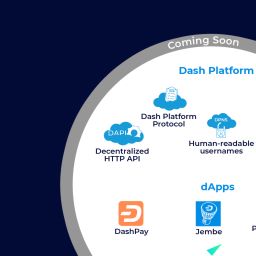 Coming Soon
Dash Platform
Dash Platform
Protocol
DAPI
DPNS
Decentralized
HTTP API
Human-readable
usernames
dApps
DashPay
Jembe
P